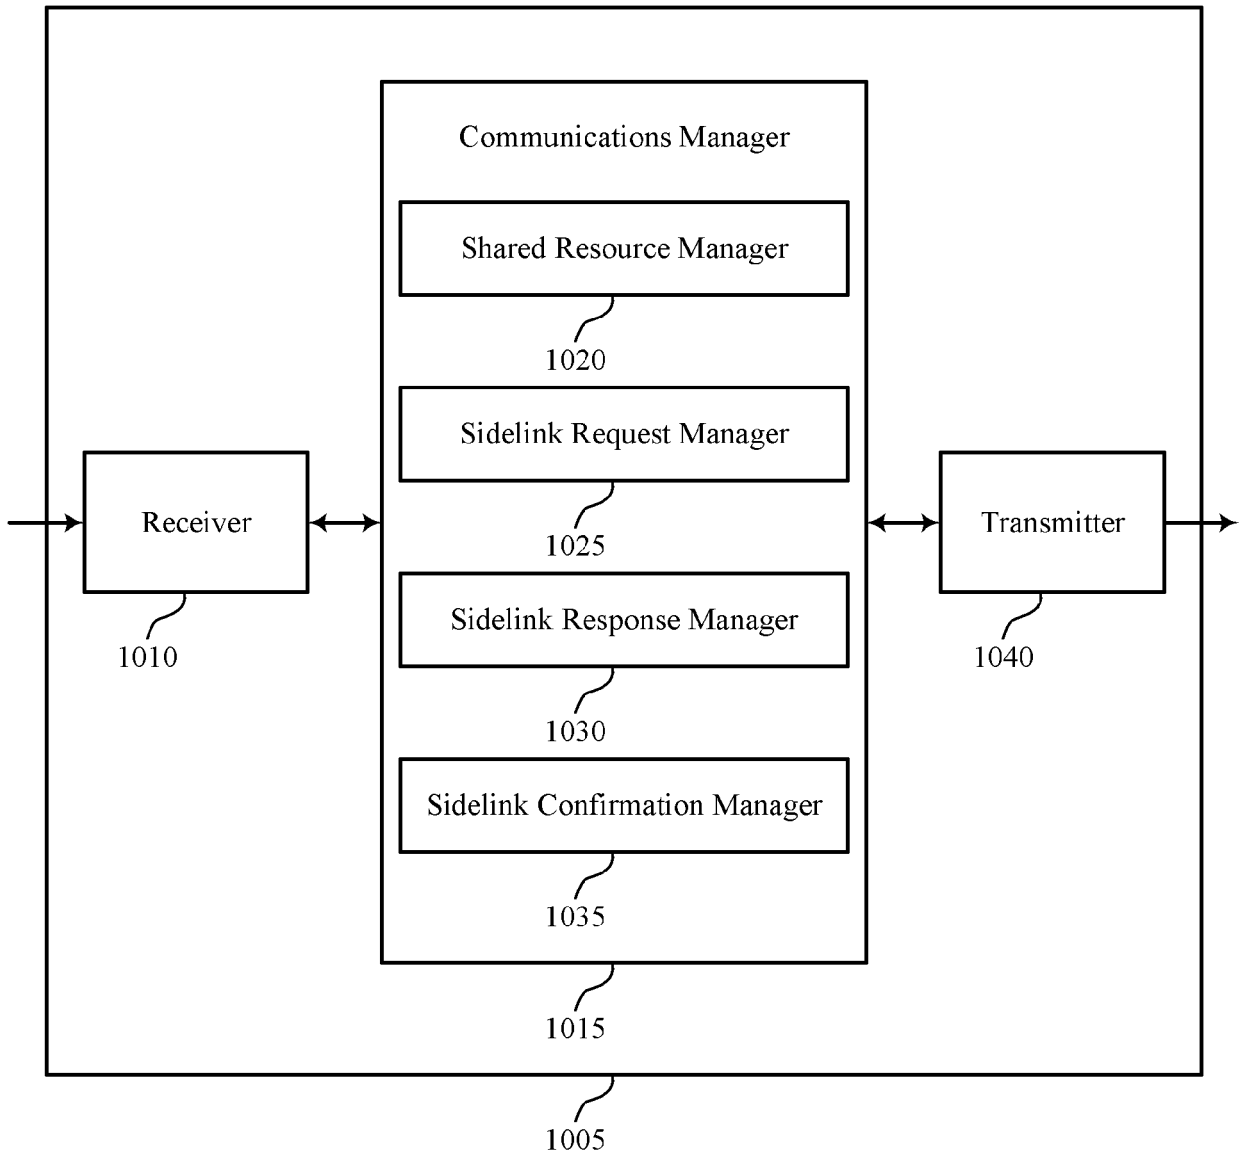 Communications Manager
Shared Resource Manager
1020
Sidelink Request Manager
1025
Receiver
1010
Transmitter
1040
Sidelink Response Manager
1030
Sidelink Confirmation Manager
1035
1015
1005